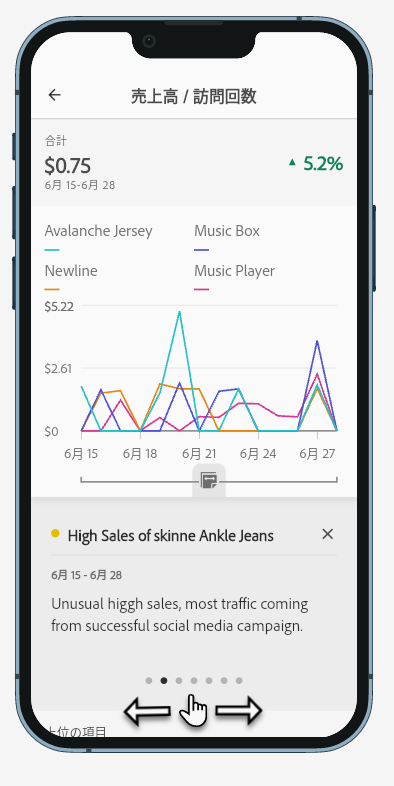 売上高 / 訪問回数
合計
$0.75
▲ 5.2%
6月 15-6月 28
Avalanche Jersey
Music Box
Newline
Music Player
$5.22
$2.61
$0
6月 15 6月 18 6月 21 6月 24 6月 27
High Sales of skinne Ankle Jeans
6月 15 - 6月 28
Unusual higgh sales, most traffic coming
from successful social media campaign.
上位の項目